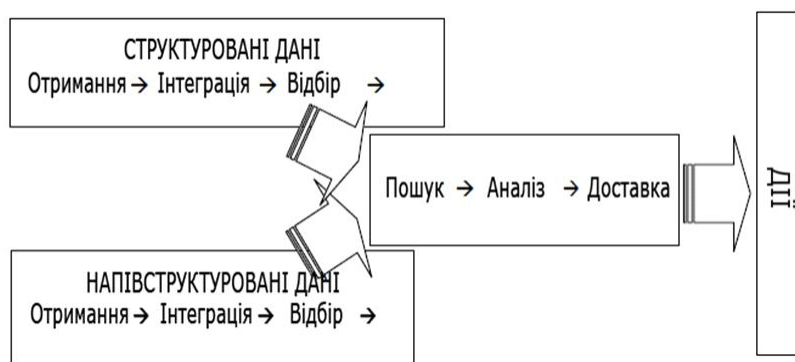 СТРУКТУРОВАНІ ДАНІ
Отримання → Інтеграція → Відбір →
Пошук → Аналіз → Доставка
ДІЇ
НАПІВСТРУКТУРОВАНІ ДАНІ
Отримання → Інтеграція → Відбір →